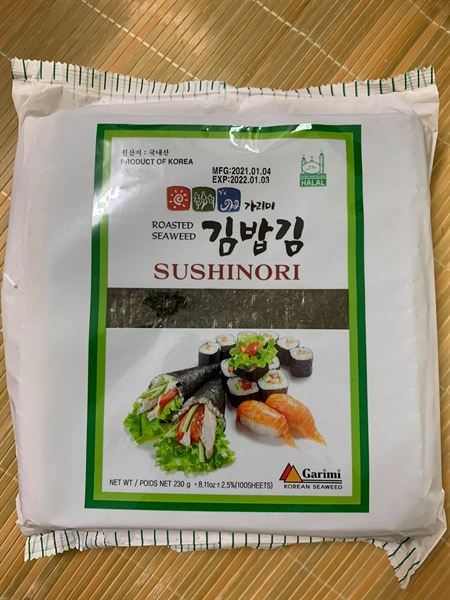 원산지 : 국내산
PRODUCT OF KOREA
MFG:2021.01.04
EXP:2022.01.03
HALAL
가리미
ROASTED
SEAWEED
김밥김
SUSHINORI
NET WT / POIDS NET 230 g · 8,11oz ± 2,5%(100SHEETS)
Garimi
KOREAN SEAWEED